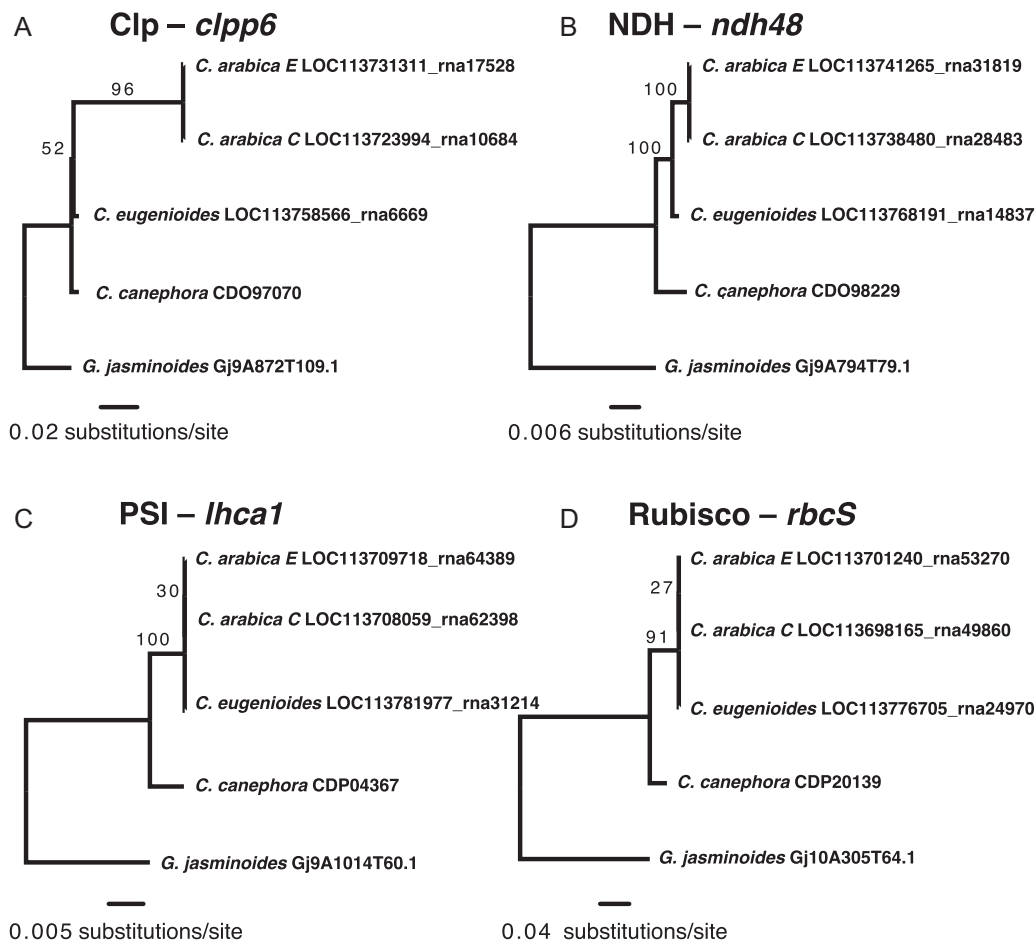 A
Clp – clpp6
C. arabica E LOC113731311_rna17528
96
C. arabica C LOC113723994_rna10684
52
C. eugenioides LOC113758566_rna6669
C. canephora CDO97070
G. jasminoides Gj9A872T109.1
0.02 substitutions/site
B
NDH – ndh48
C. arabica E LOC113741265_rna31819
100
C. arabica C LOC113738480_rna28483
100
C. eugenioides LOC113768191_rna14837
C. canephora CDO98229
G. jasminoides Gj9A794T79.1
0.006 substitutions/site
C
PSI – lhca1
C. arabica E LOC113709718_rna64389
30
C. arabica C LOC113708059_rna62398
100
C. eugenioides LOC113781977_rna31214
C. canephora CDP04367
G. jasminoides Gj9A1014T60.1
0.005 substitutions/site
D
Rubisco – rbcS
C. arabica E LOC113701240_rna53270
27
C. arabica C LOC113698165_rna49860
91
C. eugenioides LOC113776705_rna24970
C. canephora CDP20139
G. jasminoides Gj10A305T64.1
0.04 substitutions/site